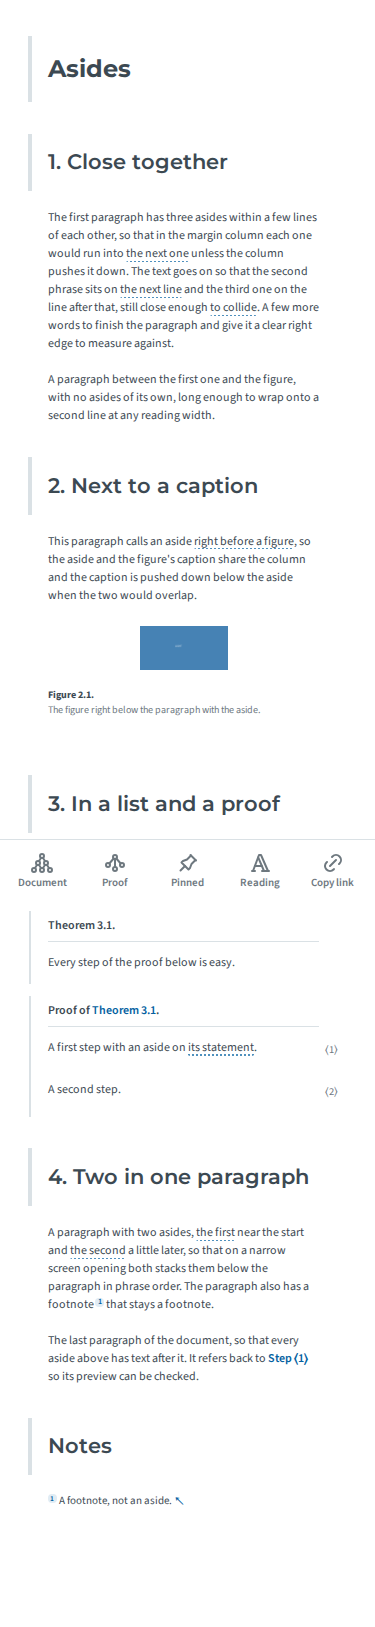 Asides
1. Close together
The first paragraph has three asides within a few lines
of each other, so that in the margin column each one
would run into the next one unless the column
pushes it down. The text goes on so that the second
phrase sits on the next line and the third one on the
line after that, still close enough to collide. A few more
words to finish the paragraph and give it a clear right
edge to measure against.
A paragraph between the first one and the figure,
with no asides of its own, long enough to wrap onto a
second line at any reading width.
2. Next to a caption
This paragraph calls an aside right before a figure, so
the aside and the figure's caption share the column
and the caption is pushed down below the aside
when the two would overlap.
Figure 2.1.
The figure right below the paragraph with the aside.
3. In a list and a proof
Document Proof Pinned Reading Copy link
Theorem 3.1.
Every step of the proof below is easy.
Proof of Theorem 3.1.
A first step with an aside on its statement. ⟨1⟩
A second step. ⟨2⟩
4. Two in one paragraph
A paragraph with two asides, the first near the start
and the second a little later, so that on a narrow
screen opening both stacks them below the
paragraph in phrase order. The paragraph also has a
footnote 1 that stays a footnote.
The last paragraph of the document, so that every
aside above has text after it. It refers back to Step ⟨1⟩
so its preview can be checked.
Notes
1 A footnote, not an aside. ↖